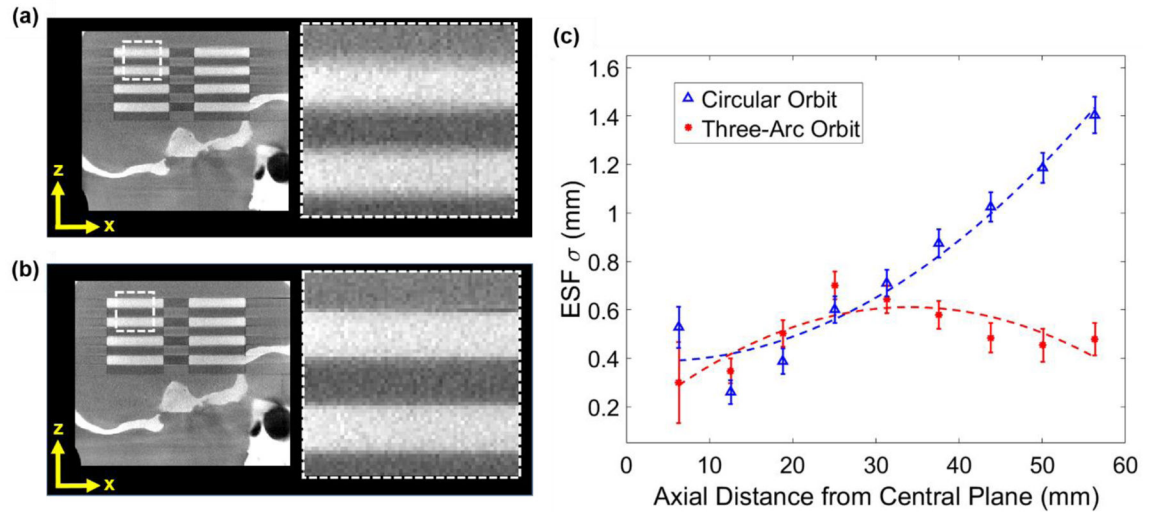 (a)
z
x
(b)
z
x
(c)
1.6
1.4
1.2
1
0.8
0.6
0.4
0.2
ESF σ (mm)
Circular Orbit
Three-Arc Orbit
0 10 20 30 40 50 60
Axial Distance from Central Plane (mm)